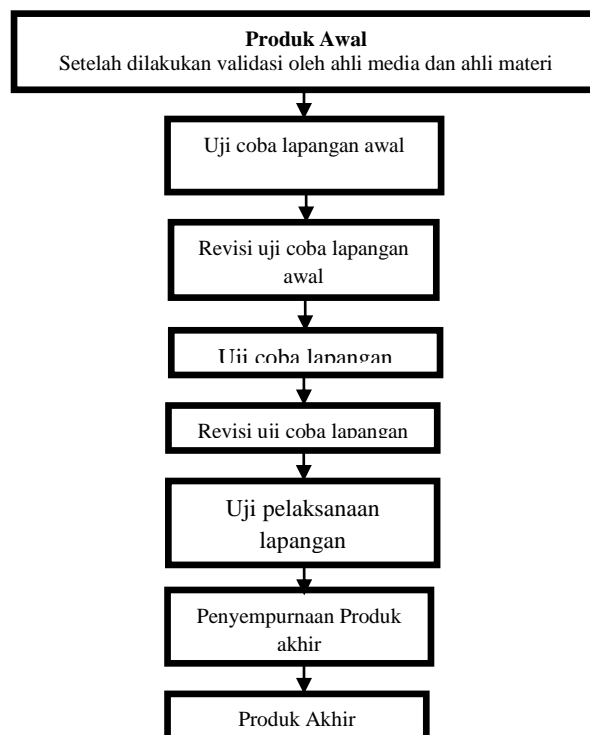 Produk Awal
Setelah dilakukan validasi oleh ahli media dan ahli materi
Uji coba lapangan awal
Revisi uji coba lapangan
awal
Uji coba lapangan
Revisi uji coba lapangan
Uji pelaksanaan
lapangan
Penyempurnaan Produk
akhir
Produk Akhir